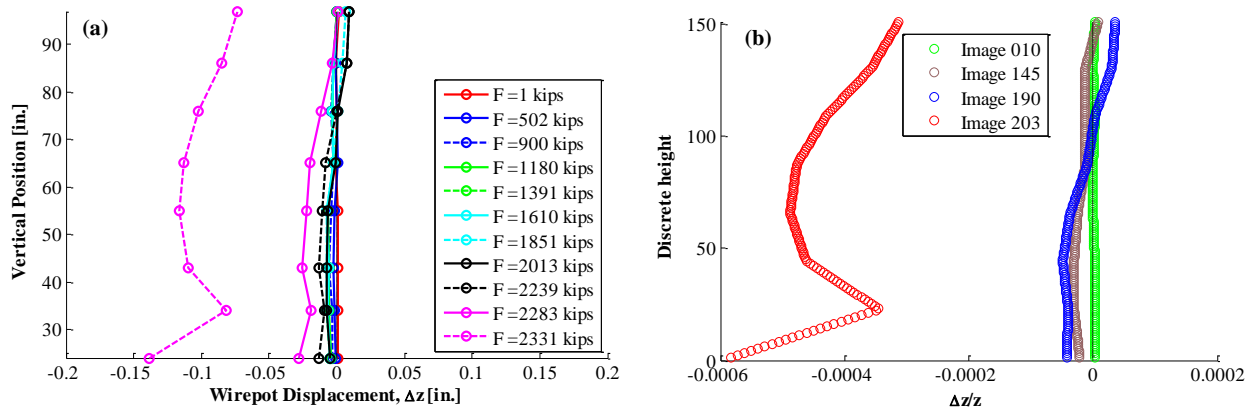 (a)
90
80
70
60
50
40
30
Vertical Position [in.]
-0.2 -0.15 -0.1 -0.05 0 0.05 0.1 0.15 0.2
Wirepot Displacement, Δz [in.]
F =1 kips
F =502 kips
F =900 kips
F =1180 kips
F =1391 kips
F =1610 kips
F =1851 kips
F =2013 kips
F =2239 kips
F =2283 kips
F =2331 kips
(b)
150
100
50
0
Discrete height
-0.0006 -0.0004 -0.0002 0 0.0002
Δz/z
Image 010
Image 145
Image 190
Image 203